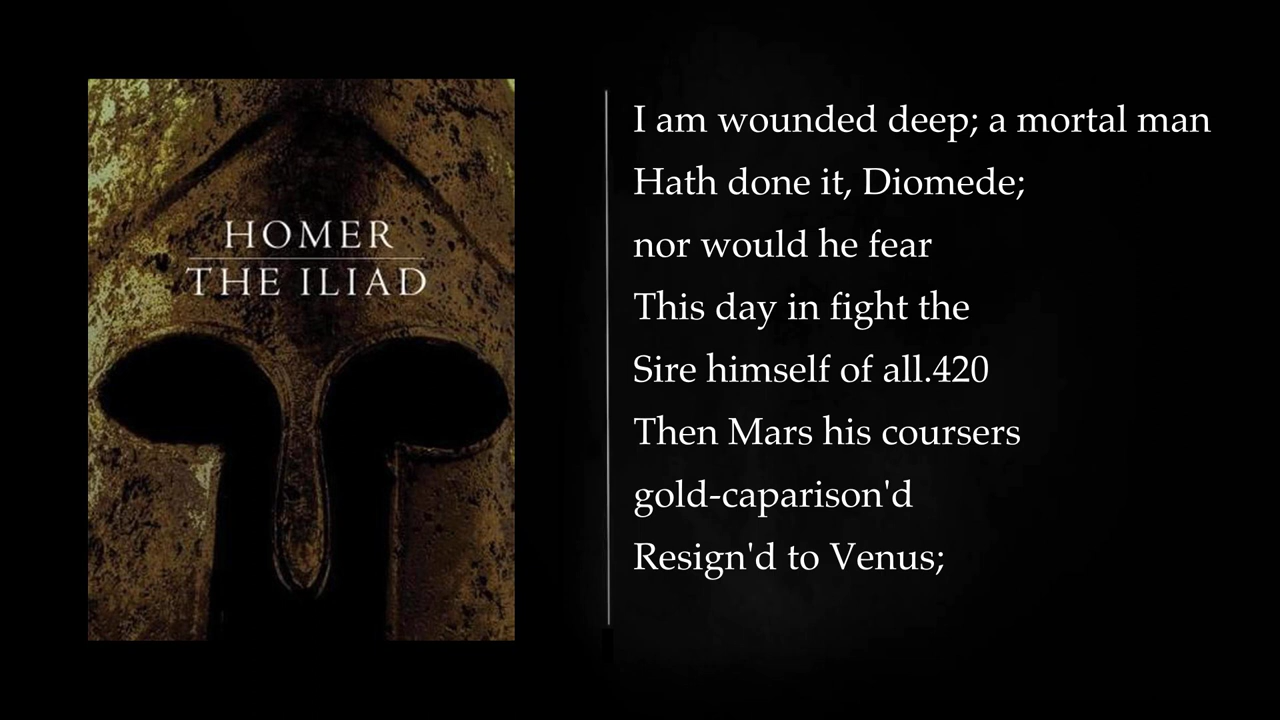 HOMER
THE ILIAD
I am wounded deep; a mortal man
Hath done it, Diomede;
nor would he fear
This day in fight the
Sire himself of all.420
Then Mars his coursers
gold-caparison'd
Resign'd to Venus;